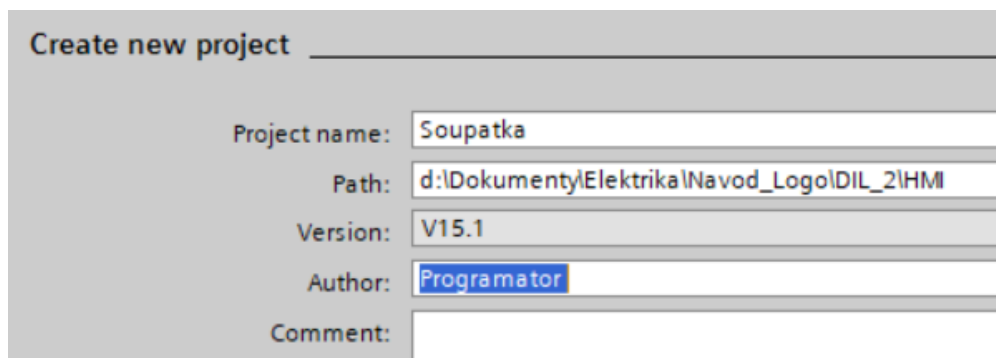 Create new project
Project name: Soupatka
Path: d:\Dokumenty\Elektrika\Navod_Logo\DIL_2\HMI
Version: V15.1
Author: Programator
Comment: